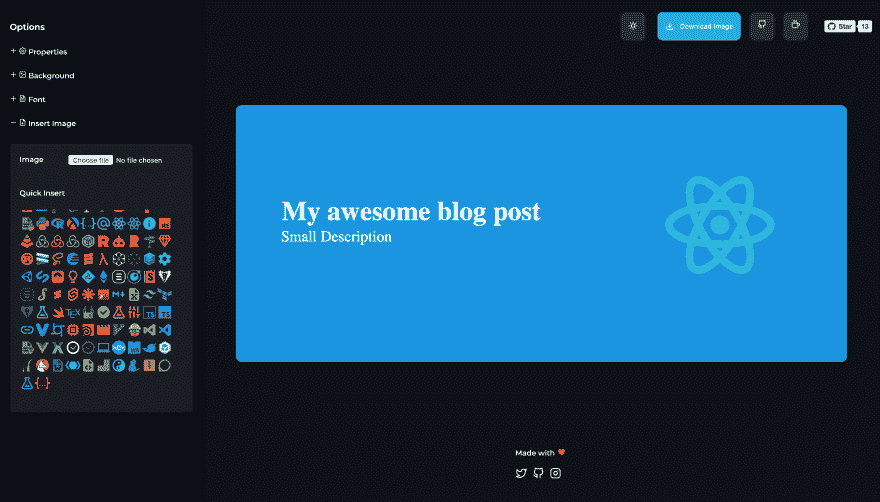 Options
+ Properties
+ Background
+ Font
− Insert Image
Image Choose file No file chosen
Quick Insert
Download Image
Star 13
My awesome blog post
Small Description
Made with